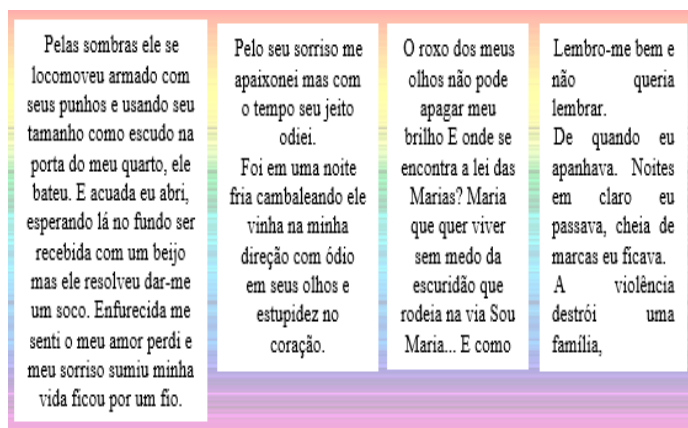 Pelas sombras ele se
locomoveu armado com
seus punhos e usando seu
tamanho como escudo na
porta do meu quarto, ele
bateu. E acuada eu abri,
esperando lá no fundo ser
recebida com um beijo
mas ele resolveu dar-me
um soco. Enfurecida me
senti o meu amor perdi e
meu sorriso sumiu minha
vida ficou por um fio.
Pelo seu sorriso me
apaixonei mas com
o tempo seu jeito
odiei.
Foi em uma noite
fria cambaleando ele
vinha na minha
direção com ódio
em seus olhos e
estupidez no
coração.
O roxo dos meus
olhos não pode
apagar meu
brilho E onde se
encontra a lei das
Marias? Maria
que quer viver
sem medo da
escuridão que
rodeia na via Sou
Maria... E como
Lembro-me bem e
não queria
lembrar.
De quando eu
apanhava. Noites
em claro eu
passava, cheia de
marcas eu ficava.
A violência
destrói uma
família,